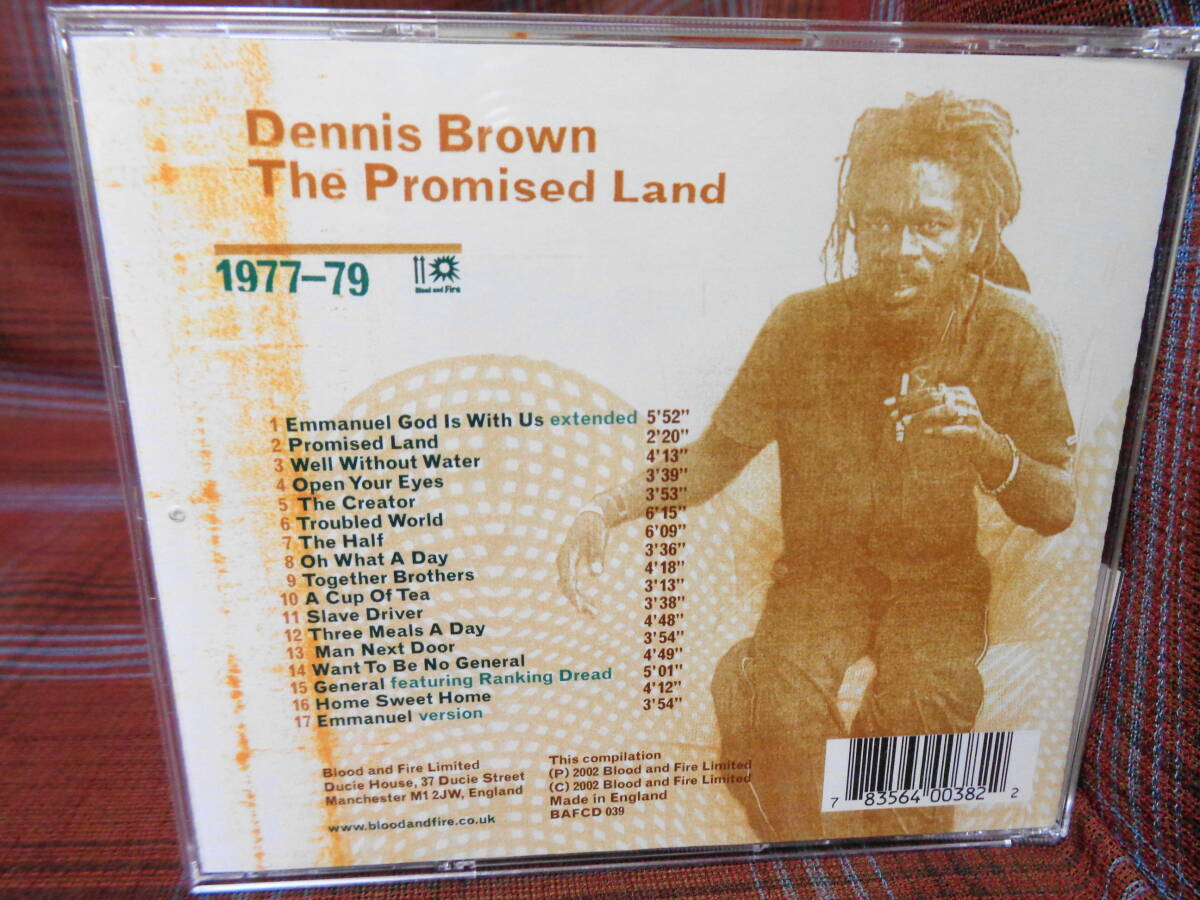 Dennis Brown
The Promised Land
1977–79
Blood and Fire
1 Emmanuel God Is With Us extended 5'52"
2 Promised Land 2'20"
3 Well Without Water 4'13"
4 Open Your Eyes 3'39"
5 The Creator 3'53"
6 Troubled World 6'15"
7 The Half 6'09"
8 Oh What A Day 3'36"
9 Together Brothers 4'18"
10 A Cup Of Tea 3'13"
11 Slave Driver 3'38"
12 Three Meals A Day 4'48"
13 Man Next Door 3'54"
14 Want To Be No General 4'49"
15 General featuring Ranking Dread 5'01"
16 Home Sweet Home 4'12"
17 Emmanuel version 3'54"
Blood and Fire Limited
Ducie House, 37 Ducie Street
Manchester M1 2JW, England
www.bloodandfire.co.uk
This compilation
(P) 2002 Blood and Fire Limited
(C) 2002 Blood and Fire Limited
Made in England
BAFCD 039
7 83564 00382 2